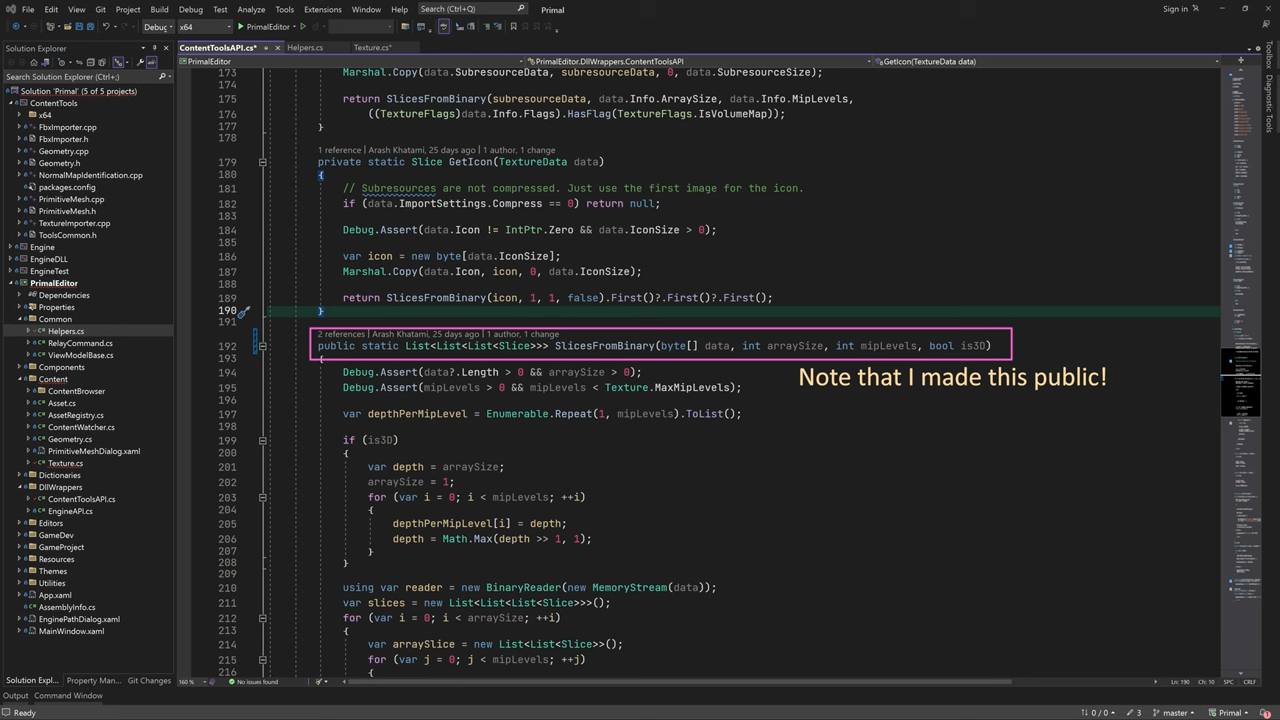 File Edit View Git Project Build Debug Test Analyze Tools Extensions Window Help Search (Ctrl+Q) Primal Sign in
Debug x64 PrimalEditor
Solution Explorer
ContentToolsAPI.cs* Helpers.cs Texture.cs*
PrimalEditor PrimalEditor.DllWrappers.ContentToolsAPI GetIcon(TextureData data)
Search Solution Explorer (Ctrl+;)
Solution 'Primal' (5 of 5 projects)
ContentTools
x64
FbxImporter.cpp
FbxImporter.h
Geometry.cpp
Geometry.h
NormalMapIdentification.cpp
packages.config
PrimitiveMesh.cpp
PrimitiveMesh.h
TextureImporter.cpp
ToolsCommon.h
Engine
EngineDLL
EngineTest
PrimalEditor
Dependencies
Properties
Common
Helpers.cs
RelayCommand.cs
ViewModelBase.cs
Components
Content
ContentBrowser
Asset.cs
AssetRegistry.cs
ContentWatcher.cs
Geometry.cs
PrimitiveMeshDialog.xaml
Texture.cs
Dictionaries
DllWrappers
ContentToolsAPI.cs
EngineAPI.cs
Editors
GameDev
GameProject
Resources
Themes
Utilities
App.xaml
AssemblyInfo.cs
EnginePathDialog.xaml
MainWindow.xaml
173 Marshal.Copy(data.SubresourceData, subresourceData, 0, data.SubresourceSize);
174
175 return SlicesFromBinary(subresourceData, data.Info.ArraySize, data.Info.MipLevels,
176 ((TextureFlags)data.Info.Flags).HasFlag(TextureFlags.IsVolumeMap));
177 }
178
1 reference | Arash Khatami, 25 days ago | 1 author, 1 change
179 private static Slice GetIcon(TextureData data)
180 {
181 // Subresources are not compressed. Just use the first image for the icon.
182 if (data.ImportSettings.Compress == 0) return null;
183
184 Debug.Assert(data.Icon != IntPtr.Zero && data.IconSize > 0);
185
186 var icon = new byte[data.IconSize];
187 Marshal.Copy(data.Icon, icon, 0, data.IconSize);
188
189 return SlicesFromBinary(icon, 1, 1, false).First()?.First()?.First();
190 }
191
2 references | Arash Khatami, 25 days ago | 1 author, 1 change
192 public static List<List<List<Slice>>> SlicesFromBinary(byte[] data, int arraySize, int mipLevels, bool is3D)
193 {
Note that I made this public!
194 Debug.Assert(data?.Length > 0 && arraySize > 0);
195 Debug.Assert(mipLevels > 0 && mipLevels < Texture.MaxMipLevels);
196
197 var depthPerMipLevel = Enumerable.Repeat(1, mipLevels).ToList();
198
199 if (is3D)
200 {
201 var depth = arraySize;
202 arraySize = 1;
203 for (var i = 0; i < mipLevels; ++i)
204 {
205 depthPerMipLevel[i] = depth;
206 depth = Math.Max(depth > 1, 1);
207 }
208 }
209
210 using var reader = new BinaryReader(new MemoryStream(data));
211 var slices = new List<List<List<Slice>>>();
212 for (var i = 0; i < arraySize; ++i)
213 {
214 var arraySlice = new List<List<Slice>>();
215 for (var j = 0; j < mipLevels; ++j)
216 {
Toolbox
Diagnostic Tools
Solution Expl... Property Man... Git Changes
160 % No issues found Ln: 190 Ch: 10 SPC CRLF
Output Command Window
Ready 0 / 0 3 master Primal 1